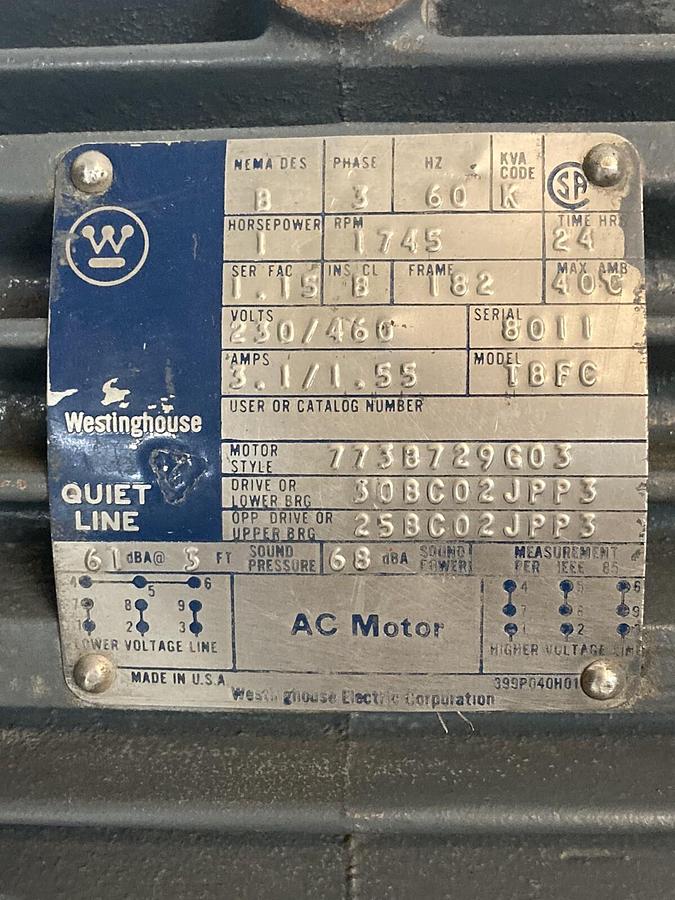 NEMA DES PHASE HZ KVA CODE
B 3 60 K SA
HORSEPOWER RPM TIME HRS
1 1745 24
SER FAC INS CL FRAME MAX AMB
1.15 B 182 40C
VOLTS SERIAL
230/460 8011
AMPS MODEL
3.1/1.55 TBFC
USER OR CATALOG NUMBER
Westinghouse
MOTOR STYLE 773B729G03
QUIET LINE
DRIVE OR LOWER BRG 30BC02JPP3
OPP DRIVE OR UPPER BRG 25BC02JPP3
61 dBA@ 3 FT SOUND PRESSURE 68 dBA SOUND POWER MEASUREMENT PER IEEE 85
4 5 6
7 8 9
1 2 3
LOWER VOLTAGE LINE
AC Motor
4 5 6
7 8 9
1 2
HIGHER VOLTAGE LINE
MADE IN U.S.A
399P040H01
Westinghouse Electric Corporation